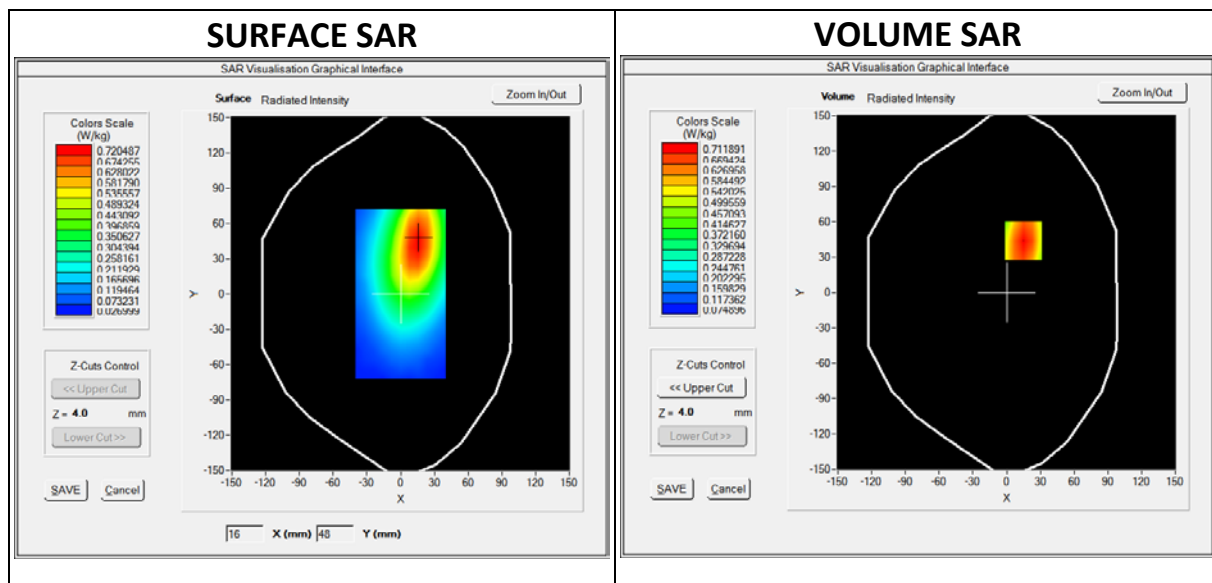 SURFACE SAR
SAR Visualisation Graphical Interface
Surface Radiated Intensity
Zoom In/Out
Colors Scale
(W/kg)
0.720487
0.674255
0.628022
0.581790
0.535557
0.489324
0.443092
0.396859
0.350627
0.304394
0.258161
0.211929
0.165696
0.119464
0.073231
0.026999
150
120
90
60
30
0
-30
-60
-90
-120
-150
Y
-150 -120 -90 -60 -30 0 30 60 90 120 150
X
Z-Cuts Control
<< Upper Cut
Z = 4.0 mm
Lower Cut >>
SAVE Cancel
16 X (mm) 48 Y (mm)
VOLUME SAR
SAR Visualisation Graphical Interface
Volume Radiated Intensity
Zoom In/Out
Colors Scale
(W/kg)
0.711891
0.669424
0.626958
0.584492
0.542025
0.499559
0.457093
0.414627
0.372160
0.329694
0.287228
0.244761
0.202295
0.159829
0.117362
0.074896
150
120
90
60
30
0
-30
-60
-90
-120
-150
Y
-150 -120 -90 -60 -30 0 30 60 90 120 150
X
Z-Cuts Control
<< Upper Cut
Z = 4.0 mm
Lower Cut >>
SAVE Cancel